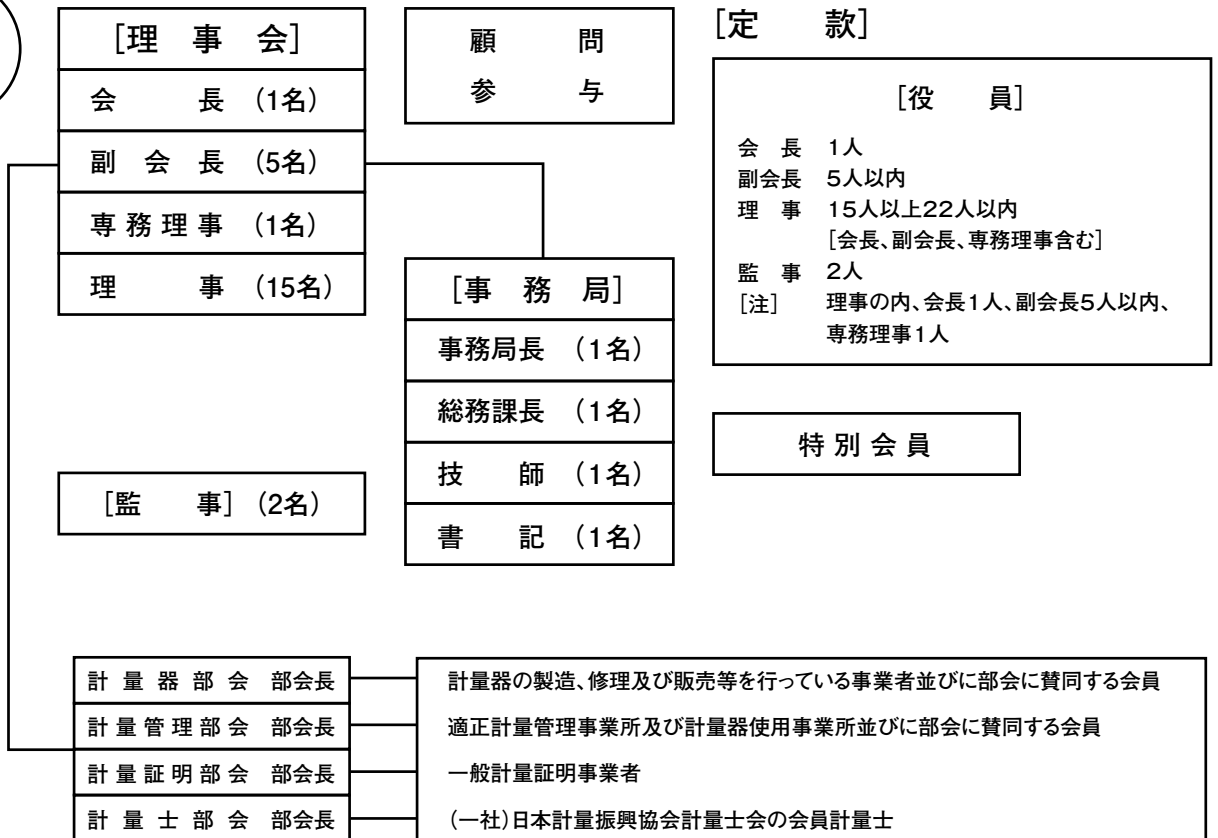 [理 事 会]
会 長 (1名)
副 会 長 (5名)
専務理事 (1名)
理 事 (15名)
顧 問
参 与
[定 款]
[役 員]
会 長 1人
副会長 5人以内
理 事 15人以上22人以内
[会長、副会長、専務理事含む]
監 事 2人
[注] 理事の内、会長1人、副会長5人以内、
専務理事1人
[事 務 局]
事務局長 (1名)
総務課長 (1名)
技 師 (1名)
書 記 (1名)
特別会員
[監 事] (2名)
計量器部会 部会長 計量器の製造、修理及び販売等を行っている事業者並びに部会に賛同する会員
計量管理部会 部会長 適正計量管理事業所及び計量器使用事業所並びに部会に賛同する会員
計量証明部会 部会長 一般計量証明事業者
計量士部会 部会長 (一社)日本計量振興協会計量士会の会員計量士